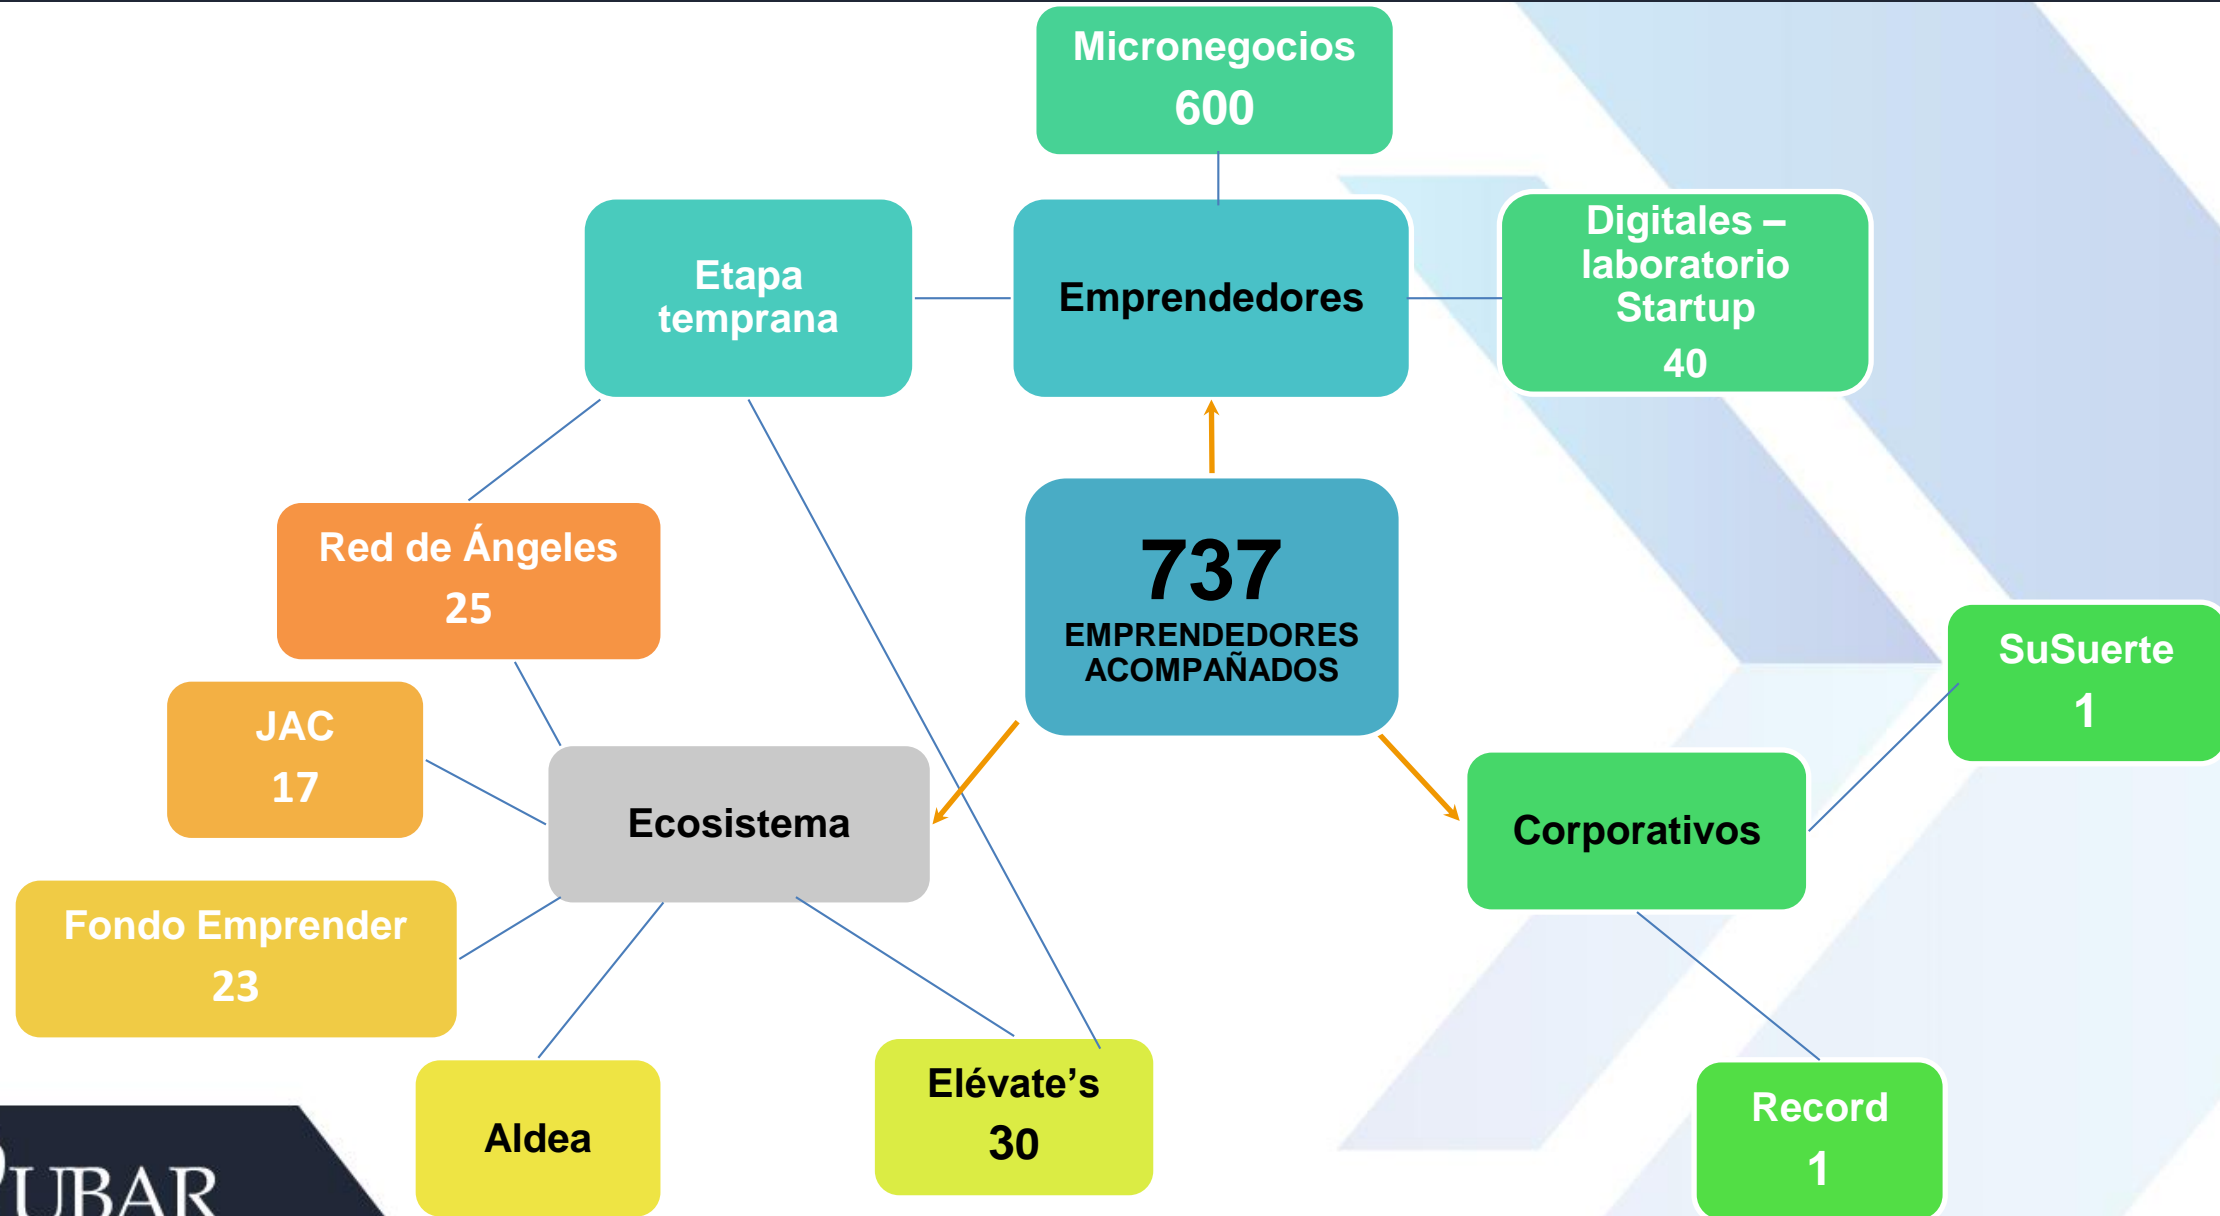 Micronegocios
600
Etapa
temprana
Emprendedores
Digitales –
laboratorio
Startup
40
Red de Ángeles
25
737
EMPRENDEDORES
ACOMPAÑADOS
SuSuerte
1
JAC
17
Ecosistema
Corporativos
Fondo Emprender
23
Aldea
Elévate’s
30
Record
1
UBAR